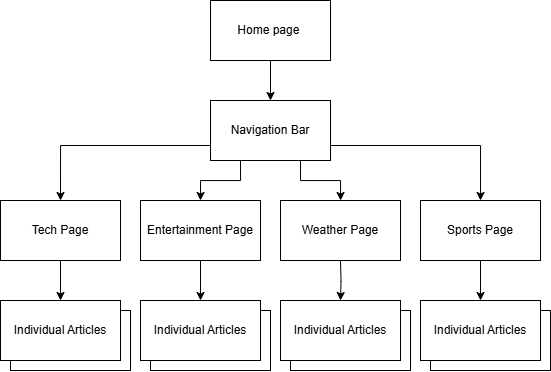 Home page
Navigation Bar
Tech Page
Entertainment Page
Weather Page
Sports Page
Individual Articles
Individual Articles
Individual Articles
Individual Articles